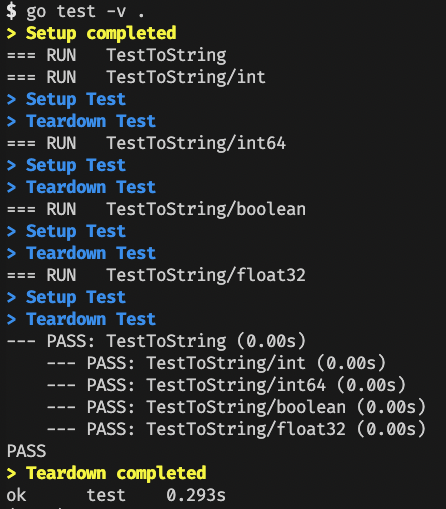 $ go test -v .
> Setup completed
=== RUN   TestToString
=== RUN   TestToString/int
> Setup Test
> Teardown Test
=== RUN   TestToString/int64
> Setup Test
> Teardown Test
=== RUN   TestToString/boolean
> Setup Test
> Teardown Test
=== RUN   TestToString/float32
> Setup Test
> Teardown Test
--- PASS: TestToString (0.00s)
    --- PASS: TestToString/int (0.00s)
    --- PASS: TestToString/int64 (0.00s)
    --- PASS: TestToString/boolean (0.00s)
    --- PASS: TestToString/float32 (0.00s)
PASS
> Teardown completed
ok      test    0.293s